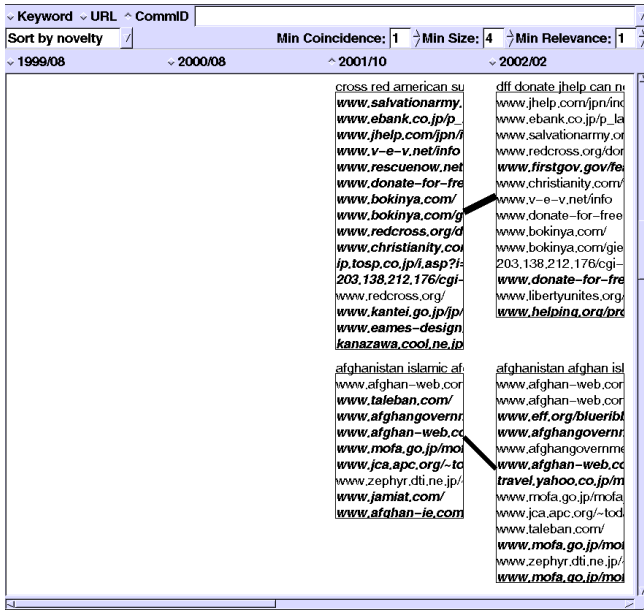 Keyword URL CommID
Sort by novelty Min Coincidence: 1 Min Size: 4 Min Relevance: 1
1999/08 2000/08 2001/10 2002/02
cross red american su
www.salvationarmy.
www.ebank.co.jp/p_
www.jhelp.com/jpn/i
www.v-e-v.net/info
www.rescuenow.net
www.donate-for-fre
www.bokinya.com/
www.bokinya.com/g
www.redcross.org/d
www.christianity.co
ip.tosp.co.jp/i.asp?i=
203.138.212.176/cgi-
www.redcross.org/
www.kantei.go.jp/jp/
www.eames-design.
kanazawa.cool.ne.jp
dff donate jhelp can n
www.jhelp.com/jpn/in
www.ebank.co.jp/p_la
www.salvationarmy.or
www.redcross.org/do
www.firstgov.gov/fea
www.christianity.com/
www.v-e-v.net/info
www.donate-for-free
www.bokinya.com/
www.bokinya.com/gie
203.138.212.176/cgi-
www.donate-for-fre
www.libertyunites.org/
www.helping.org/pro
afghanistan islamic af
www.afghan-web.com
www.taleban.com/
www.afghangovernm
www.afghan-web.co
www.mofa.go.jp/mo
www.jca.apc.org/~to
www.zephyr.dti.ne.jp/
www.jamiat.com/
www.afghan-ie.com
afghanistan afghan isl
www.afghan-web.com
www.afghan-web.com
www.eff.org/blueribb
www.afghangovernm
www.afghangovernme
www.afghan-web.co
travel.yahoo.co.jp/m
www.mofa.go.jp/mofa
www.jca.apc.org/~tod
www.taleban.com/
www.mofa.go.jp/mo
www.zephyr.dti.ne.jp/
www.mofa.go.jp/mo